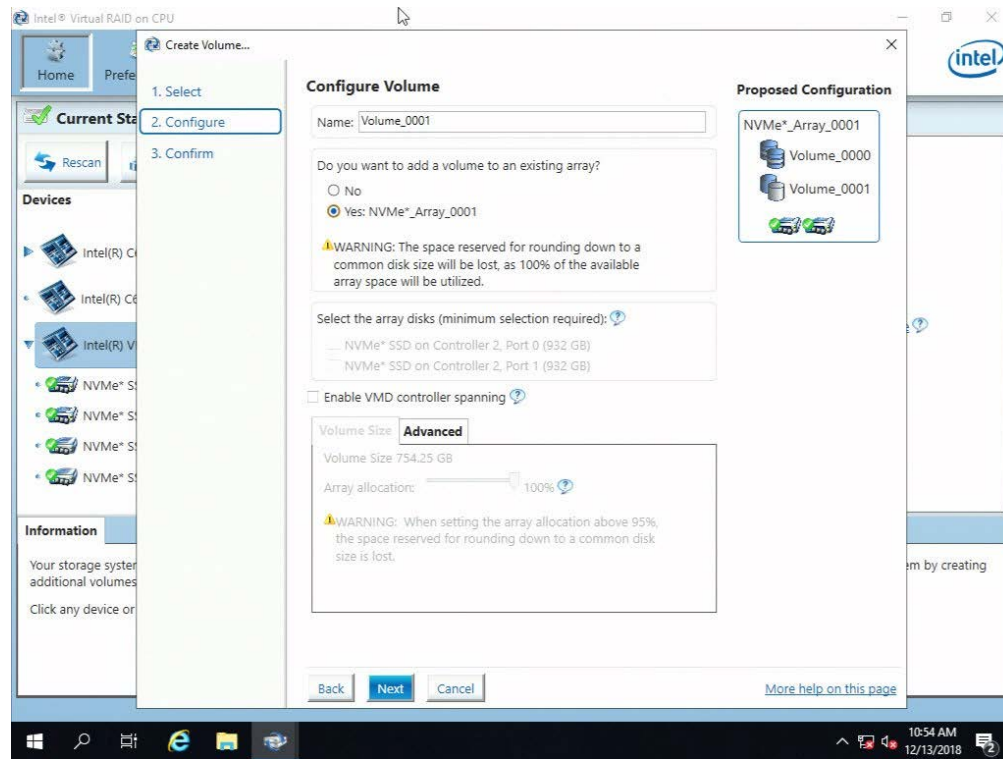 Intel® Virtual RAID on CPU
Home
Create Volume...
intel
Rescan
Devices
1. Select
2. Configure
3. Confirm
Configure Volume
Name: Volume_0001
Do you want to add a volume to an existing array?
No
Yes: NVMe*_Array_0001
WARNING: The space reserved for rounding down to a
common disk size will be lost, as 100% of the available
array space will be utilized.
Select the array disks (minimum selection required):
NVMe* SSD on Controller 2, Port 0 (932 GB)
NVMe* SSD on Controller 2, Port 1 (932 GB)
Enable VMD controller spanning
Volume Size Advanced
Volume Size 754.25 GB
Array allocation: 100%
WARNING: When setting the array allocation above 95%,
the space reserved for rounding down to a common disk
size is lost.
Back Next Cancel
More help on this page
Proposed Configuration
NVMe*_Array_0001
Volume_0000
Volume_0001
Current
Intel(R)
Intel(R)
Intel(R)
NVMe*
NVMe*
NVMe*
NVMe*
Information
Your storage
by creating
additional volumes
Click any device or
10:54 AM
12/13/2018
2